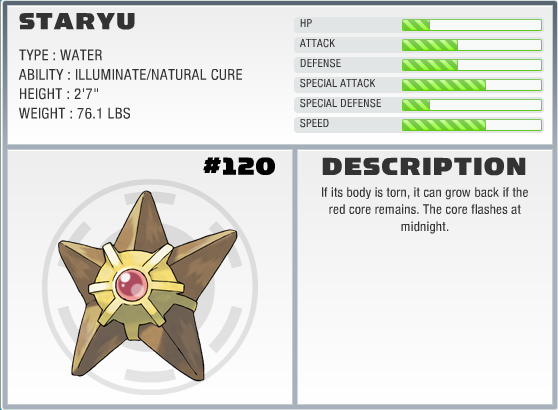 STARYU
TYPE : WATER
ABILITY : ILLUMINATE/NATURAL CURE
HEIGHT : 2'7"
WEIGHT : 76.1 LBS
HP
ATTACK
DEFENSE
SPECIAL ATTACK
SPECIAL DEFENSE
SPEED
#120
DESCRIPTION
If its body is torn, it can grow back if the
red core remains. The core flashes at
midnight.